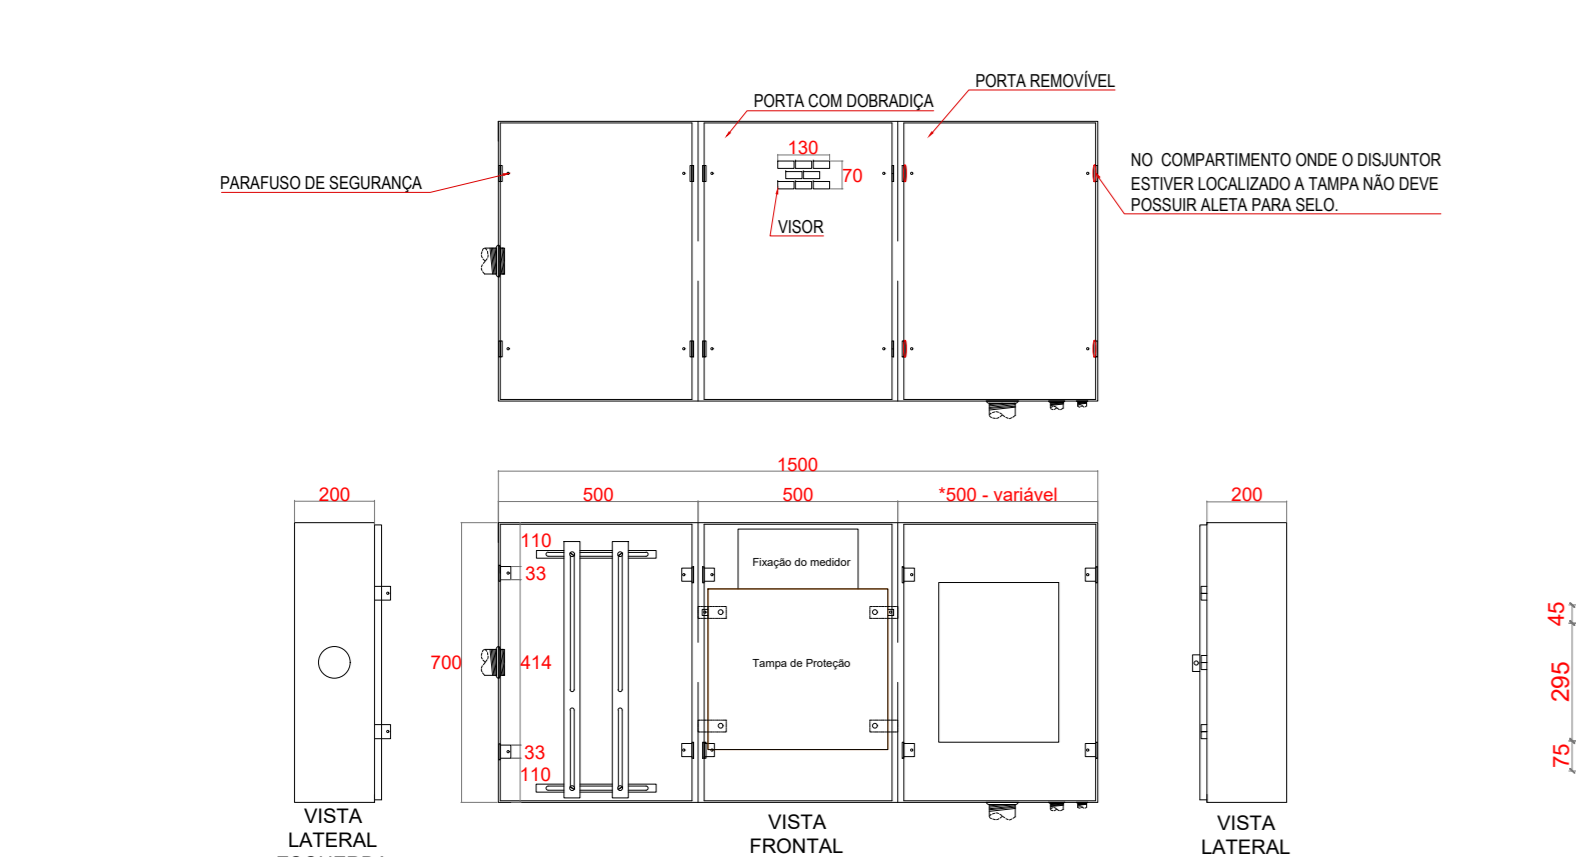 PORTA REMOVÍVEL
PORTA COM DOBRADIÇA
130
70
NO COMPARTIMENTO ONDE O DISJUNTOR
ESTIVER LOCALIZADO A TAMPA NÃO DEVE
POSSUIR ALETA PARA SELO.
PARAFUSO DE SEGURANÇA
VISOR
1500
200
500
500
*500 - variável
200
110
33
Fixação do medidor
700
414
Tampa de Proteção
33
110
45
295
75
VISTA
LATERAL
ESQUERDA
VISTA
FRONTAL
VISTA
LATERAL